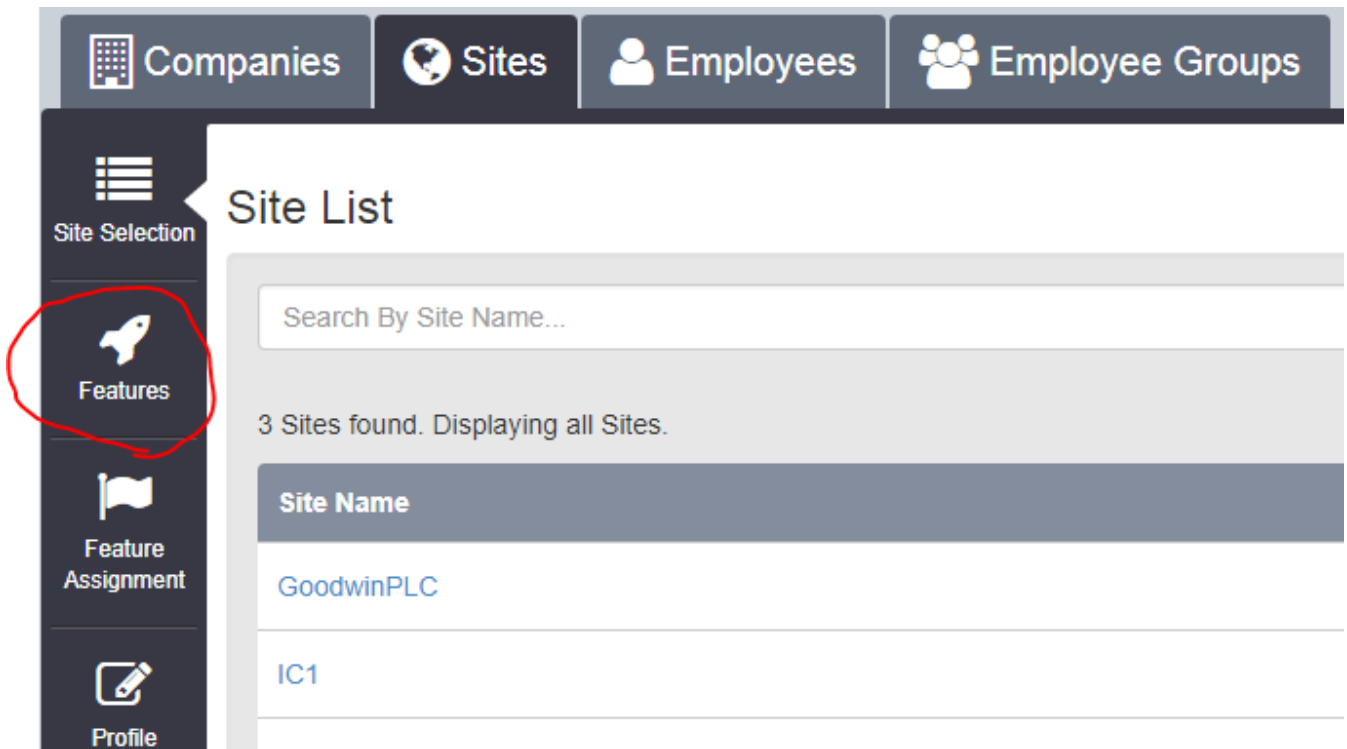 Companies
Sites
Employees
Employee Groups
Site Selection
Features
Feature
Assignment
Profile
Site List
Search By Site Name...
3 Sites found. Displaying all Sites.
Site Name
GoodwinPLC
IC1